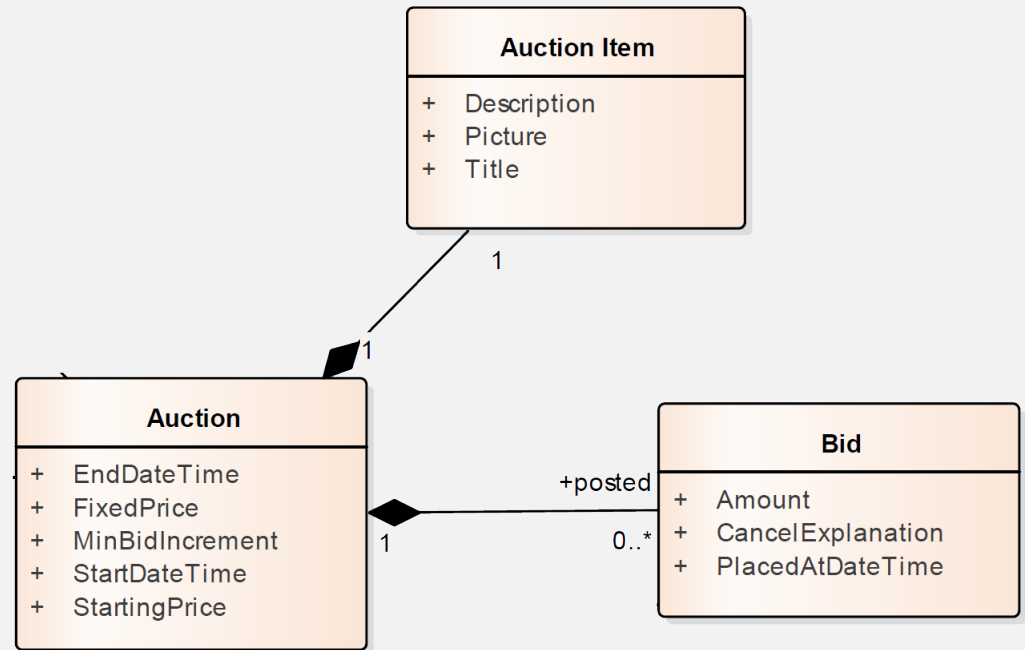 Auction Item
+ Description
+ Picture
+ Title
1
1
Auction
+ EndDateTime
+ FixedPrice
+ MinBidIncrement
+ StartDateTime
+ StartingPrice
1
+posted
0..*
Bid
+ Amount
+ CancelExplanation
+ PlacedAtDateTime